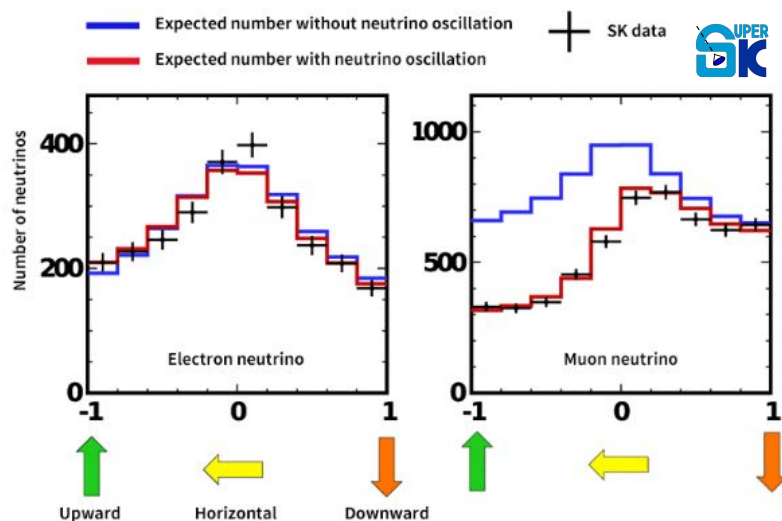 Expected number without neutrino oscillation
Expected number with neutrino oscillation
SK data
SUPER
SK
Number of neutrinos
400
200
0
-1
0
1
Electron neutrino
1000
500
0
-1
0
1
Muon neutrino
Upward
Horizontal
Downward